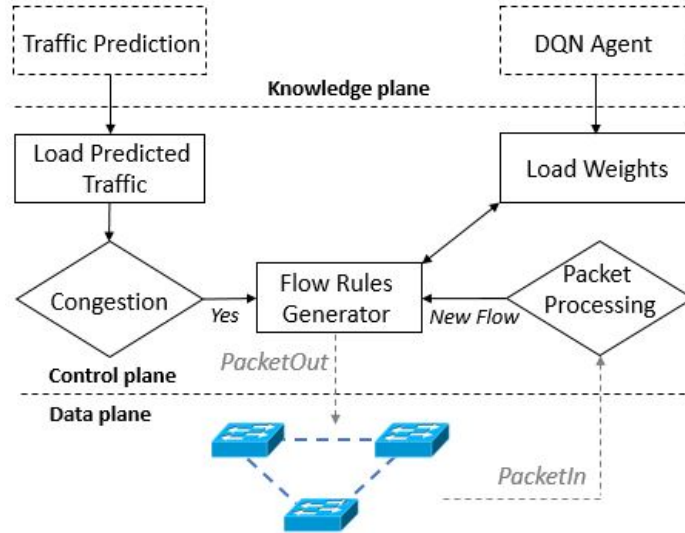 Traffic Prediction
DQN Agent
Knowledge plane
Load Predicted
Traffic
Load Weights
Congestion
Yes
Flow Rules
Generator
New Flow
Packet
Processing
PacketOut
Control plane
Data plane
PacketIn